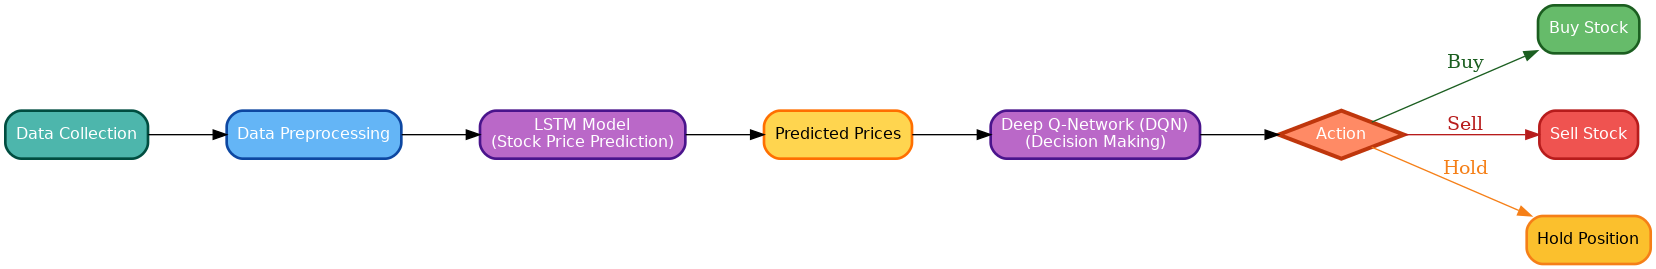 Data Collection
Data Preprocessing
LSTM Model
(Stock Price Prediction)
Predicted Prices
Deep Q-Network (DQN)
(Decision Making)
Action
Buy
Buy Stock
Sell
Sell Stock
Hold
Hold Position